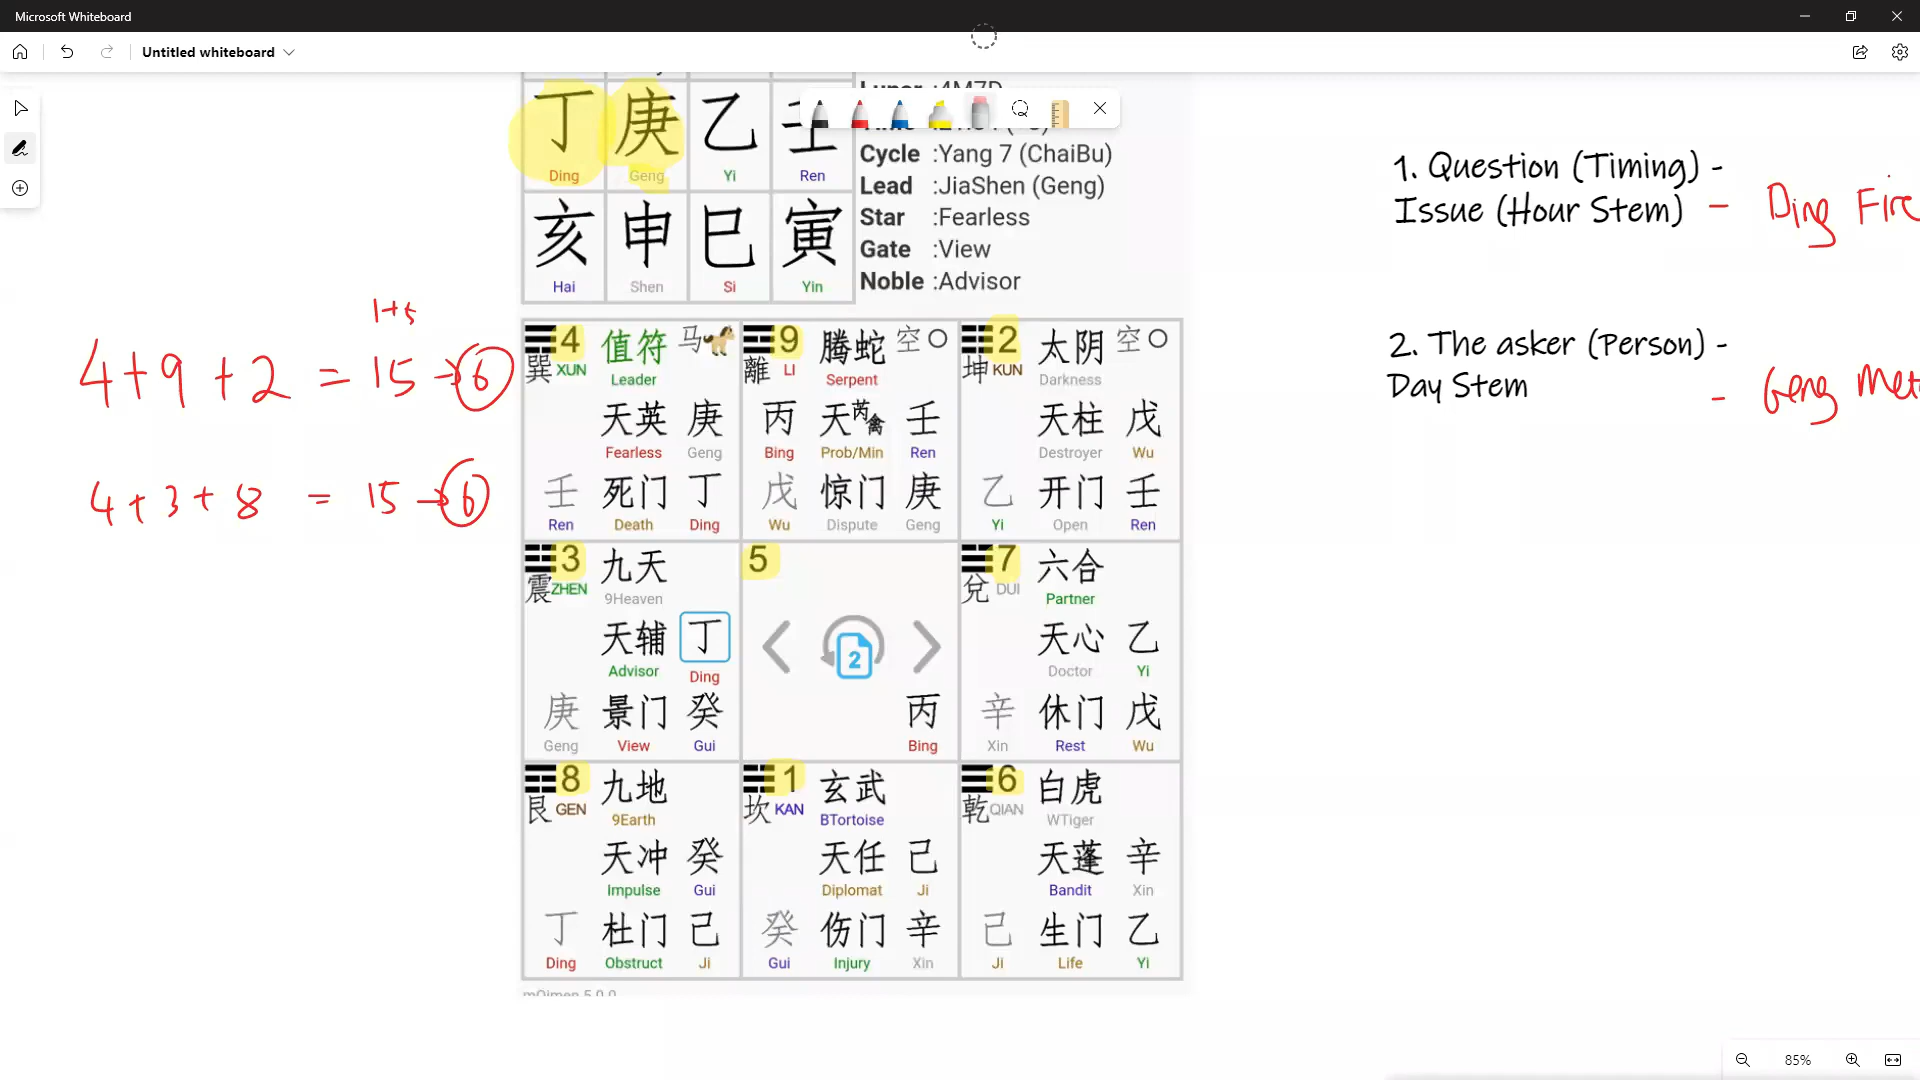 Microsoft Whiteboard
Untitled whiteboard
丁 庚 乙 壬
Ding Geng Yi Ren
亥 申 巳 寅
Hai Shen Si Yin
Cycle :Yang 7 (ChaiBu)
Lead :JiaShen (Geng)
Star :Fearless
Gate :View
Noble :Advisor
1. Question (Timing) -
Issue (Hour Stem) - Ding Fire
2. The asker (Person) -
Day Stem
- Geng
1+5
4+9+2 = 15 → 6
4+3+8 = 15 → 6
4 值符 马
巽 XUN Leader
天英 庚
Fearless Geng
壬 死门 丁
Ren Death Ding
9 腾蛇 空
離 LI Serpent
丙 天芮禽 壬
Bing Prob/Min Ren
戊 惊门 庚
Wu Dispute Geng
2 太阴 空
坤 KUN Darkness
天柱 戊
Destroyer Wu
乙 开门 壬
Yi Open Ren
3 九天
震 ZHEN 9Heaven
天辅 丁
Advisor Ding
庚 景门 癸
Geng View Gui
5
2
丙
Bing
7 六合
兌 DUI Partner
天心 乙
Doctor Yi
辛 休门 戊
Xin Rest Wu
8 九地
艮 GEN 9Earth
天冲 癸
Impulse Gui
丁 杜门 己
Ding Obstruct Ji
1 玄武
坎 KAN BTortoise
天任 己
Diplomat Ji
癸 伤门 辛
Gui Injury Xin
6 白虎
乾 QIAN WTiger
天蓬 辛
Bandit Xin
己 生门 乙
Ji Life Yi
85%